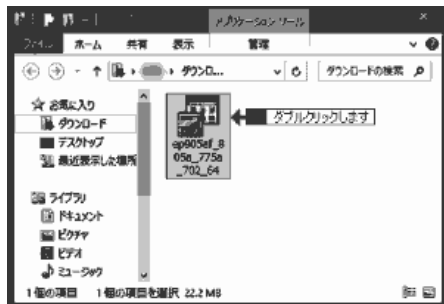 アプリケーション ツール
ファイル ホーム 共有 表示 管理
ダウンロ... ダウンロードの検索
お気に入り
ダウンロード
デスクトップ
最近表示した場所
ep905af_8
05a_775a
_702_64
ダブルクリックします
ライブラリ
ドキュメント
ピクチャ
ビデオ
ミュージック
1 個の項目 1 個の項目を選択 22.2 MB